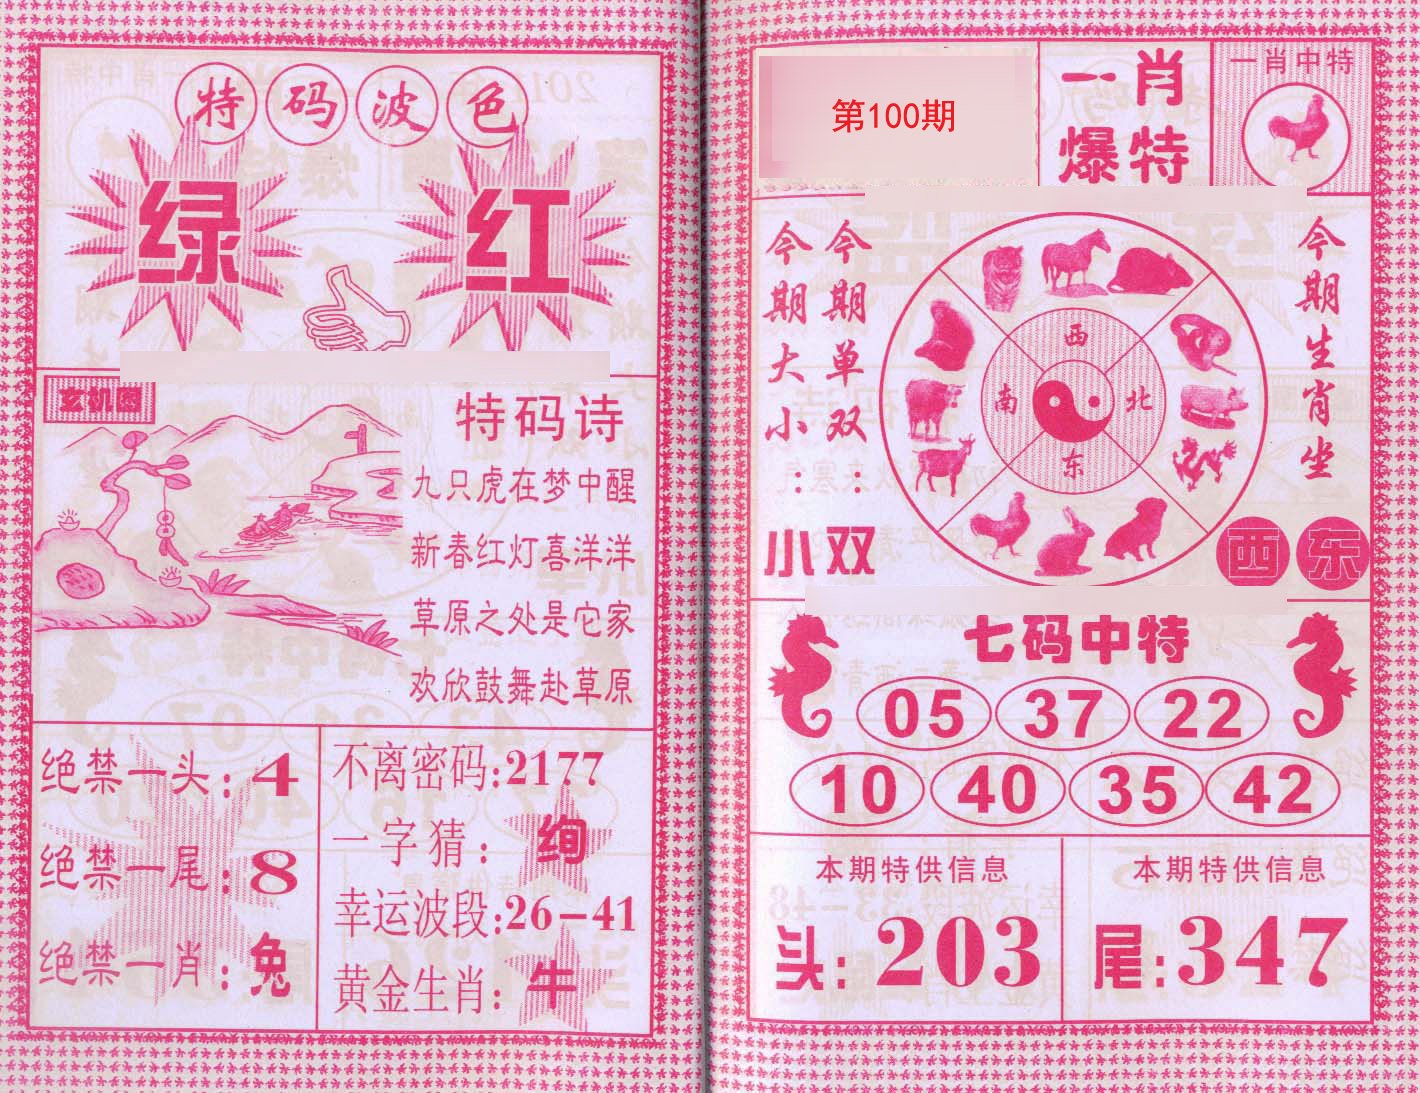 特码波色
绿 红
玄机图
特码诗
九只虎在梦中醒
新春红灯喜洋洋
草原之处是它家
欢欣鼓舞赴草原
绝禁一头:4
绝禁一尾:8
绝禁一肖:兔
不离密码:2177
一字猜:绚
幸运波段:26-41
黄金生肖:牛
第100期
一肖
爆特
一肖中特
今期大小:小
今期单双:双
西
南 北
东
今期生肖坐
西 东
七码中特
05 37 22
10 40 35 42
本期特供信息
头:203
本期特供信息
尾:347